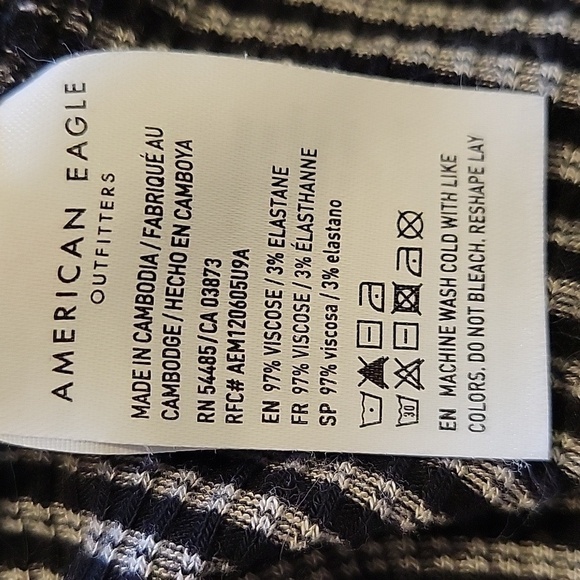 AMERICAN EAGLE
OUTFITTERS
MADE IN CAMBODIA / FABRIQUÉ AU
CAMBODGE / HECHO EN CAMBOYA
RN 54485 / CA 03873
RFC# AEM120605U9A
EN 97% VISCOSE / 3% ELASTANE
FR 97% VISCOSE / 3% ÉLASTHANNE
SP 97% viscosa / 3% elastano
30
EN MACHINE WASH COLD WITH LIKE
COLORS. DO NOT BLEACH. RESHAPE LAY